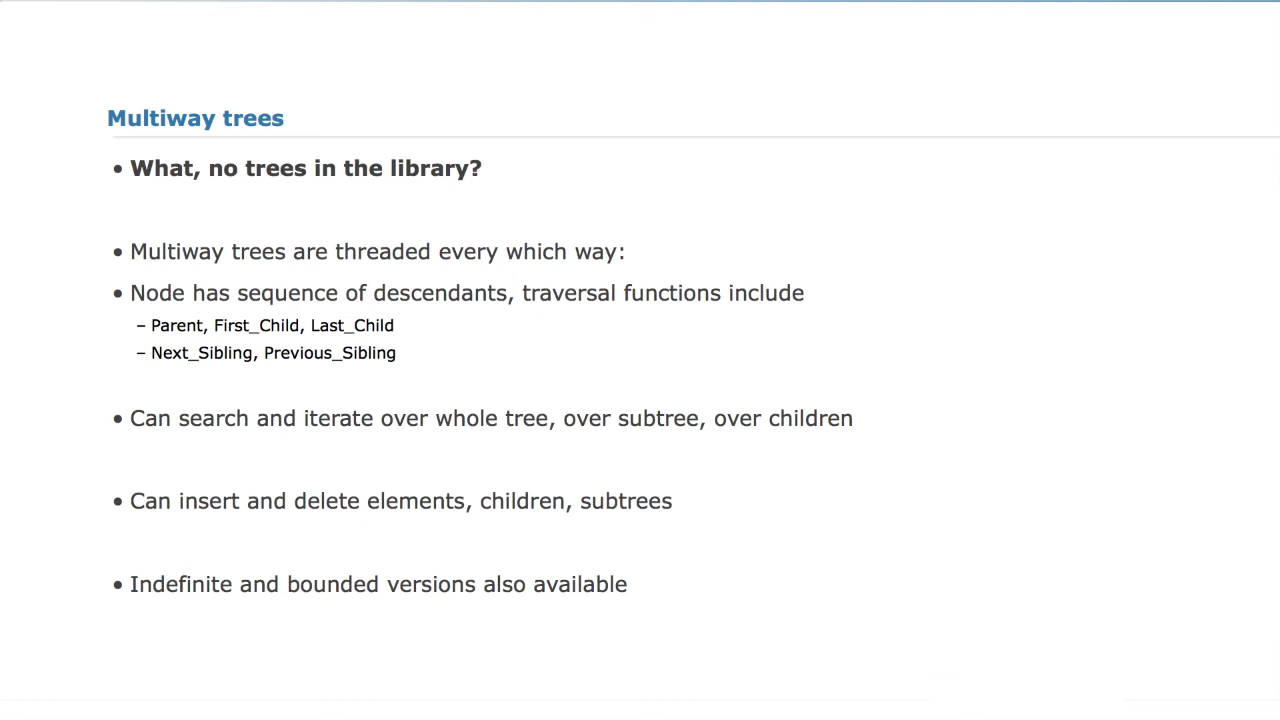 Multiway trees
• What, no trees in the library?
• Multiway trees are threaded every which way:
• Node has sequence of descendants, traversal functions include
– Parent, First_Child, Last_Child
– Next_Sibling, Previous_Sibling
• Can search and iterate over whole tree, over subtree, over children
• Can insert and delete elements, children, subtrees
• Indefinite and bounded versions also available